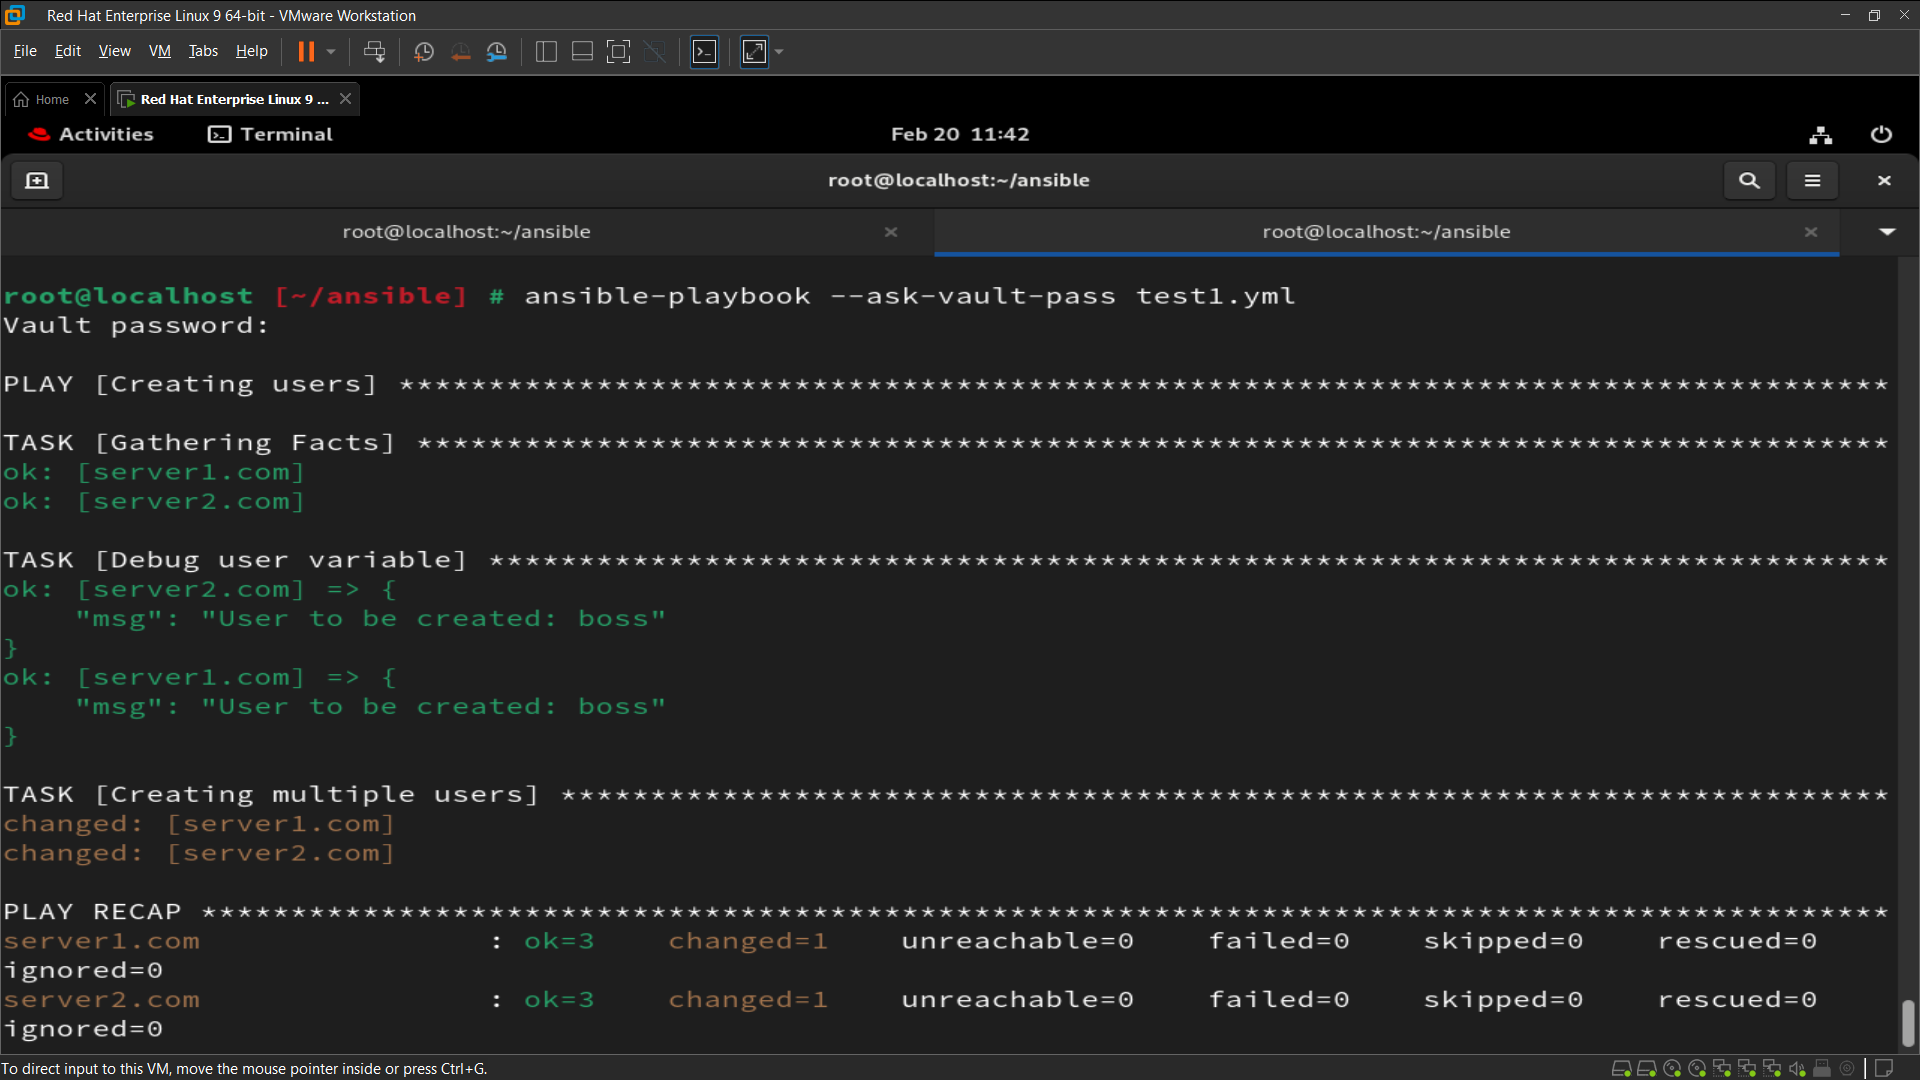 Red Hat Enterprise Linux 9 64-bit - VMware Workstation
File Edit View VM Tabs Help
Home Red Hat Enterprise Linux 9 ...
Activities Terminal Feb 20 11:42
root@localhost:~/ansible
root@localhost:~/ansible root@localhost:~/ansible
root@localhost [~/ansible] # ansible-playbook --ask-vault-pass test1.yml
Vault password:
PLAY [Creating users] ***********************************************************************************
TASK [Gathering Facts] **********************************************************************************
ok: [server1.com]
ok: [server2.com]
TASK [Debug user variable] ******************************************************************************
ok: [server2.com] => {
    "msg": "User to be created: boss"
}
ok: [server1.com] => {
    "msg": "User to be created: boss"
}
TASK [Creating multiple users] **************************************************************************
changed: [server1.com]
changed: [server2.com]
PLAY RECAP **********************************************************************************************
server1.com : ok=3 changed=1 unreachable=0 failed=0 skipped=0 rescued=0
ignored=0
server2.com : ok=3 changed=1 unreachable=0 failed=0 skipped=0 rescued=0
ignored=0
To direct input to this VM, move the mouse pointer inside or press Ctrl+G.